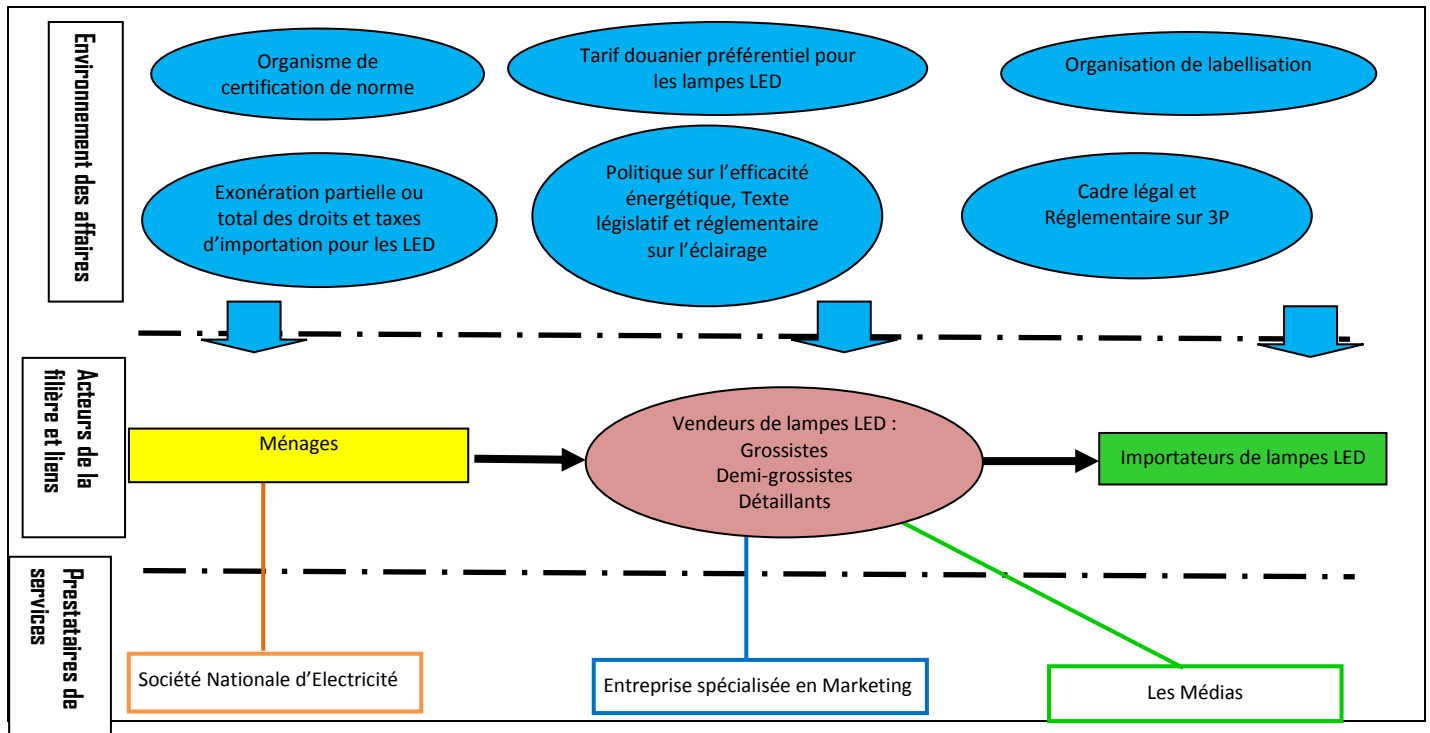 Environnement des affaires
Organisme de
certification de norme
Tarif douanier préférentiel pour
les lampes LED
Organisation de labellisation
Exonération partielle ou
total des droits et taxes
d’importation pour les LED
Politique sur l’efficacité
énergétique, Texte
législatif et réglementaire
sur l’éclairage
Cadre légal et
Réglementaire sur 3P
Acteurs de la
filière et liens
Ménages
Vendeurs de lampes LED :
Grossistes
Demi-grossistes
Détaillants
Importateurs de lampes LED
Prestataires de
services
Société Nationale d’Electricité
Entreprise spécialisée en Marketing
Les Médias